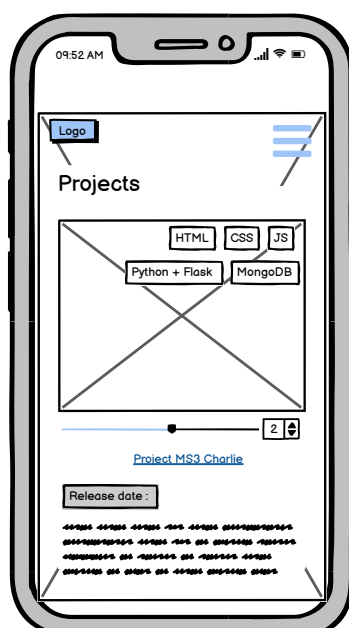 09:52 AM
Logo
Projects
HTML CSS JS
Python + Flask MongoDB
2
Project MS3 Charlie
Release date :